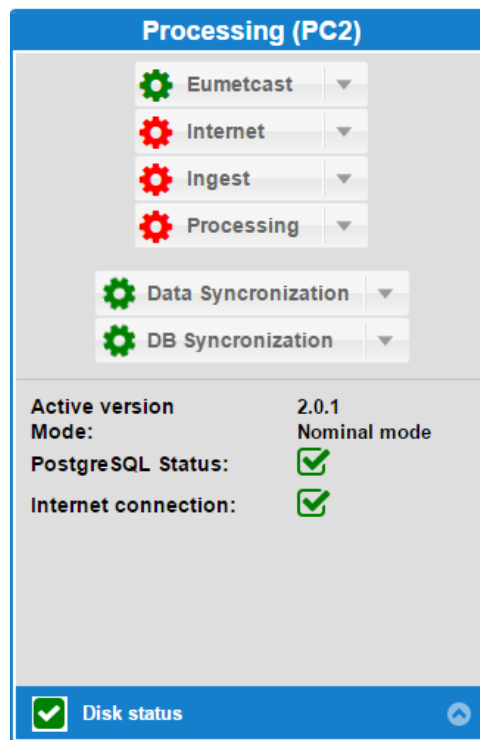 Processing (PC2)
Eumetcast
Internet
Ingest
Processing
Data Syncronization
DB Syncronization
Active version 2.0.1
Mode: Nominal mode
PostgreSQL Status:
Internet connection:
Disk status